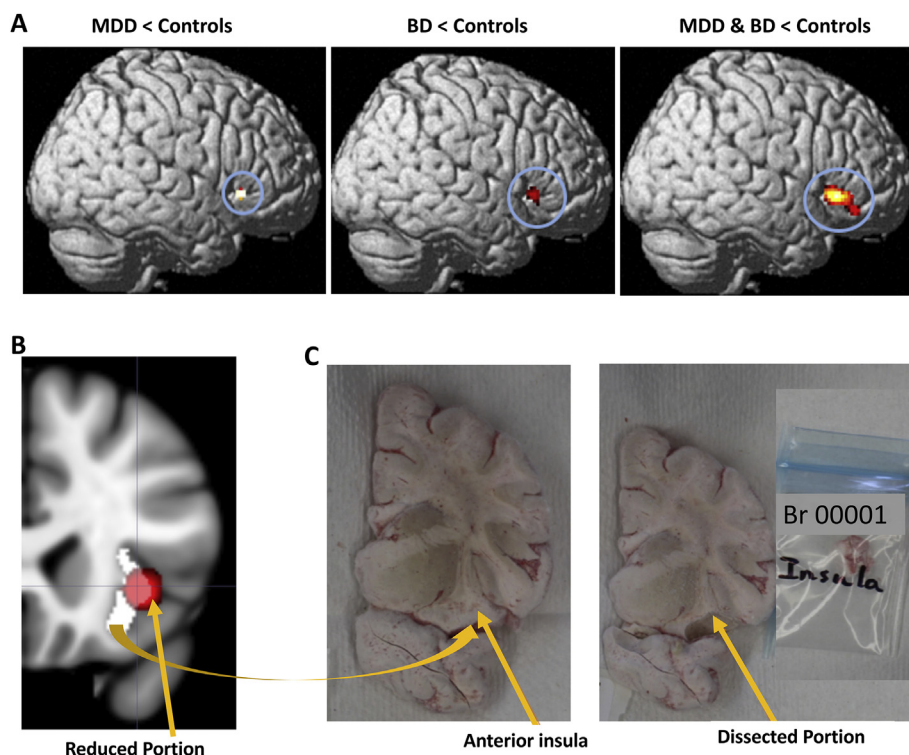 A
MDD < Controls
BD < Controls
MDD & BD < Controls
B
C
Br 00001
Insula
Reduced Portion
Anterior insula
Dissected Portion